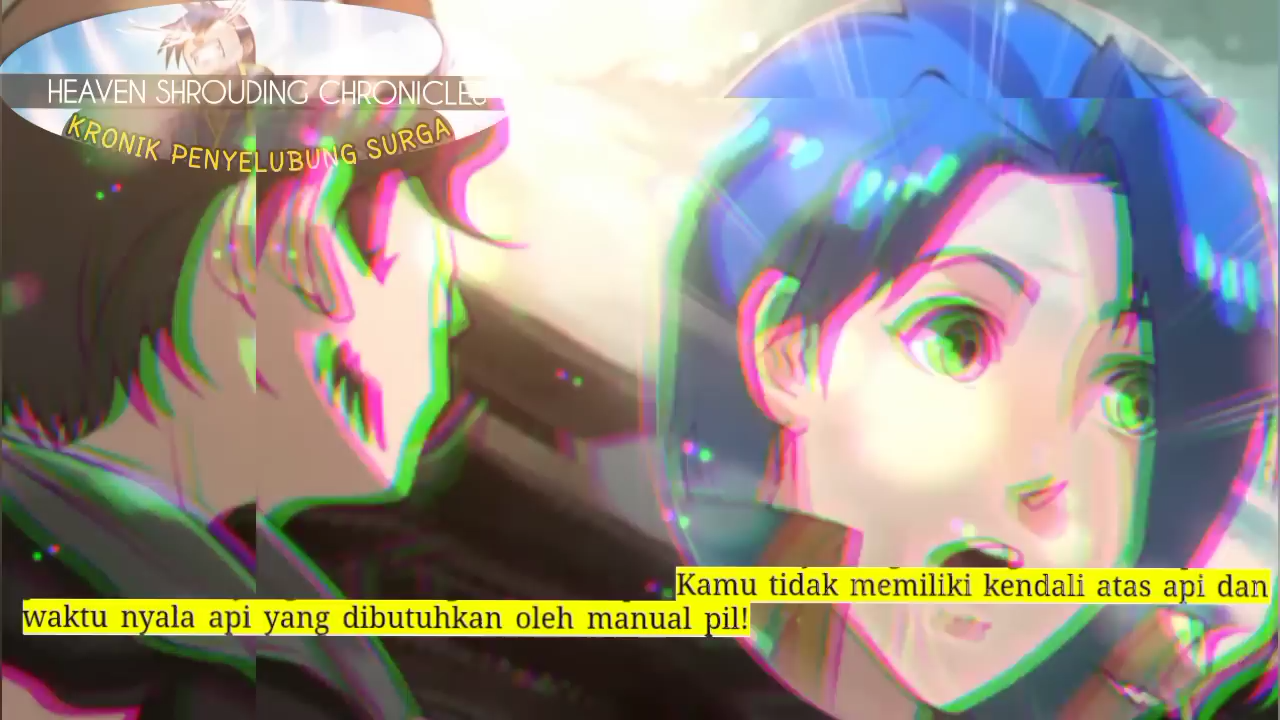 HEAVEN SHROUDING CHRONICLES
KRONIK PENYELUBUNG SURGA
Kamu tidak memiliki kendali atas api dan
waktu nyala api yang dibutuhkan oleh manual pil!